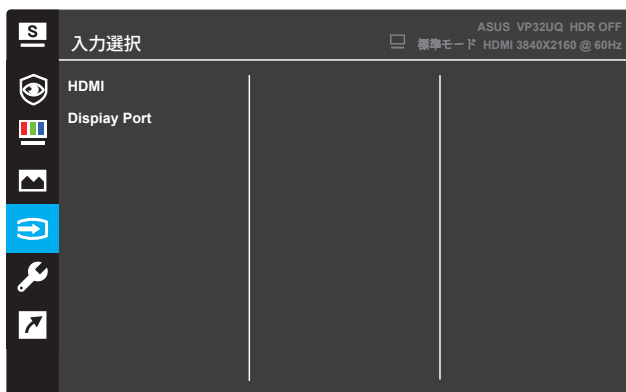 S
入力選択
ASUS VP32UQ HDR OFF
標準モード HDMI 3840X2160 @ 60Hz
HDMI
Dispiay Port